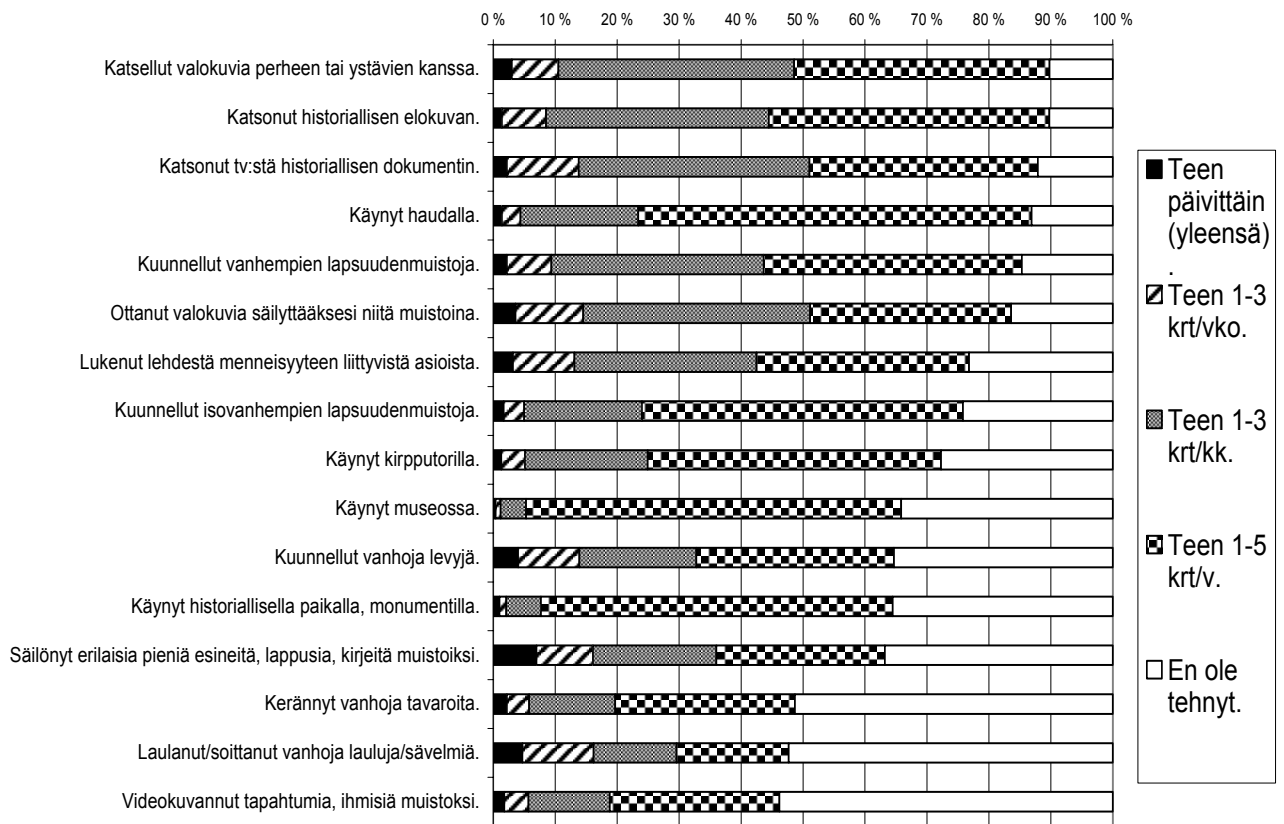 0 % 10 % 20 % 30 % 40 % 50 % 60 % 70 % 80 % 90 % 100 %
Katsellut valokuvia perheen tai ystävien kanssa.
Katsonut historiallisen elokuvan.
Katsonut tv:stä historiallisen dokumentin.
Käynyt haudalla.
Kuunnellut vanhempien lapsuudenmuistoja.
Ottanut valokuvia säilyttääksesi niitä muistoina.
Lukenut lehdestä menneisyyteen liittyvistä asioista.
Kuunnellut isovanhempien lapsuudenmuistoja.
Käynyt kirpputorilla.
Käynyt museossa.
Kuunnellut vanhoja levyjä.
Käynyt historiallisella paikalla, monumentilla.
Säilönyt erilaisia pieniä esineitä, lappusia, kirjeitä muistoiksi.
Kerännyt vanhoja tavaroita.
Laulanut/soittanut vanhoja lauluja/sävelmiä.
Videokuvannut tapahtumia, ihmisiä muistoksi.
Teen
päivittäin
(yleensä)
.
Teen 1-3
krt/vko.
Teen 1-3
krt/kk.
Teen 1-5
krt/v.
En ole
tehnyt.